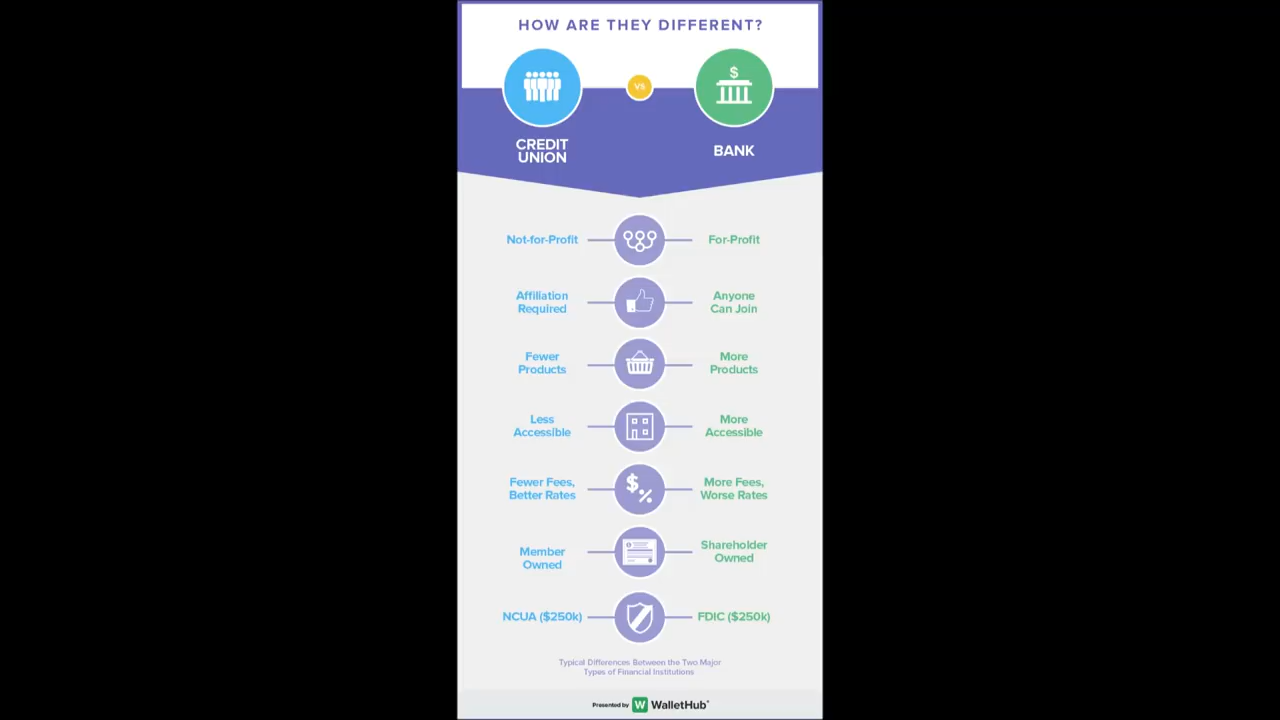 HOW ARE THEY DIFFERENT?
VS
$
CREDIT
UNION
BANK
Not-for-Profit
For-Profit
Affiliation
Required
Anyone
Can Join
Fewer
Products
More
Products
Less
Accessible
More
Accessible
Fewer Fees,
Better Rates
$
%
More Fees,
Worse Rates
Member
Owned
Shareholder
Owned
NCUA ($250k)
FDIC ($250k)
Typical Differences Between the Two Major
Types of Financial Institutions
Presented by W WalletHub